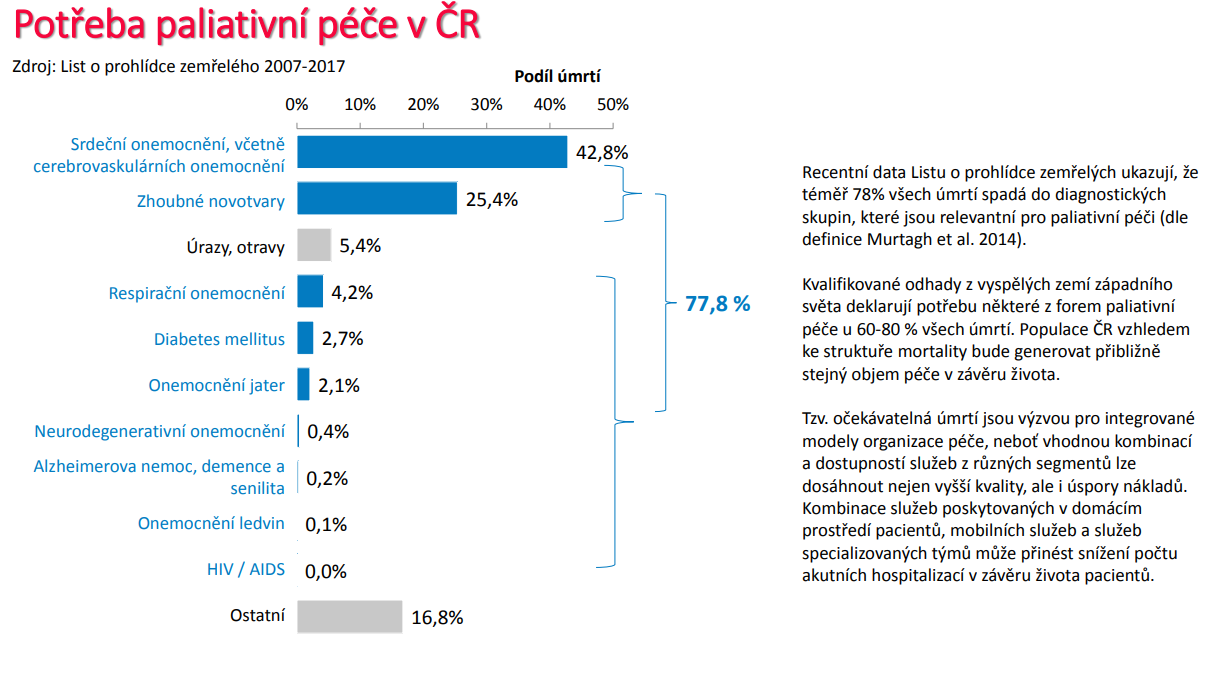 Potřeba paliativní péče v ČR
Zdroj: List o prohlídce zemřelého 2007-2017
Podíl úmrtí
0% 10% 20% 30% 40% 50%
Srdeční onemocnění, včetně
cerebrovaskulárních onemocnění
42,8%
Zhoubné novotvary
25,4%
Úrazy, otravy
5,4%
Respirační onemocnění
4,2%
Diabetes mellitus
2,7%
Onemocnění jater
2,1%
Neurodegenerativní onemocnění
0,4%
Alzheimerova nemoc, demence a
senilita
0,2%
Onemocnění ledvin
0,1%
HIV / AIDS
0,0%
Ostatní
16,8%
77,8 %
Recentní data Listu o prohlídce zemřelých ukazují, že
téměř 78% všech úmrtí spadá do diagnostických
skupin, které jsou relevantní pro paliativní péči (dle
definice Murtagh et al. 2014).
Kvalifikované odhady z vyspělých zemí západního
světa deklarují potřebu některé z forem paliativní
péče u 60-80 % všech úmrtí. Populace ČR vzhledem
ke struktuře mortality bude generovat přibližně
stejný objem péče v závěru života.
Tzv. očekávatelná úmrtí jsou výzvou pro integrované
modely organizace péče, neboť vhodnou kombinací
a dostupností služeb z různých segmentů lze
dosáhnout nejen vyšší kvality, ale i úspory nákladů.
Kombinace služeb poskytovaných v domácím
prostředí pacientů, mobilních služeb a služeb
specializovaných týmů může přinést snížení počtu
akutních hospitalizací v závěru života pacientů.